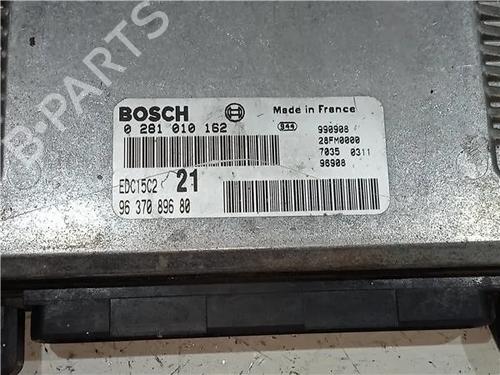 B-PARTS
BOSCH
Made in France
0 281 010 162
S44
990908
28FM0000
7035 0311
96908
EDC15C2 21
96 370 896 80